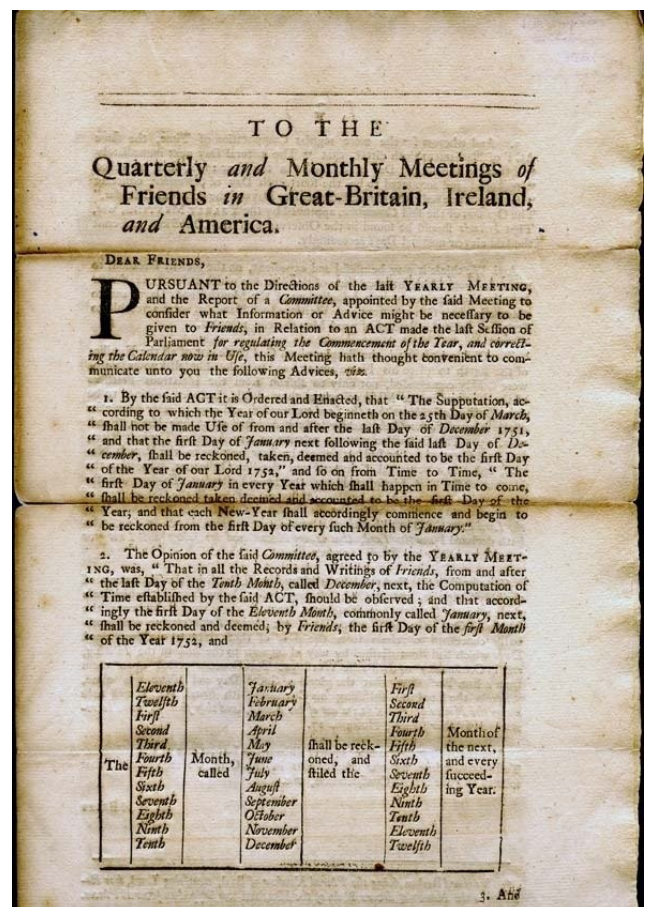 TO THE
Quarterly and Monthly Meetings of
Friends in Great-Britain, Ireland,
and America.
DEAR FRIENDS,
PURSUANT to the Directions of the laſt YEARLY MEETING,
and the Report of a Committee, appointed by the ſaid Meeting to
conſider what Information or Advice might be neceſſary to be
given to Friends, in Relation to an ACT made the laſt Seſſion of
Parliament for regulating the Commencement of the Year, and correct-
ing the Calendar now in Uſe, this Meeting hath thought convenient to com-
municate unto you the following Advices, viz.
1. By the ſaid ACT it is Ordered and Enacted, that “ The Supputation, ac-
“ cording to which the Year of our Lord beginneth on the 25th Day of March,
“ ſhall not be made Uſe of from and after the laſt Day of December 1751,
“ and that the firſt Day of January next following the ſaid laſt Day of De-
“ cember, ſhall be reckoned, taken, deemed and accounted to be the firſt Day
“ of the Year of our Lord 1752,” and ſo on from Time to Time, “ The
“ firſt Day of January in every Year which ſhall happen in Time to come,
“ ſhall be reckoned taken deemed and accounted to be the firſt Day of the
“ Year; and that each New-Year ſhall accordingly commence and begin to
“ be reckoned from the firſt Day of every ſuch Month of January.”
2. The Opinion of the ſaid Committee, agreed to by the YEARLY MEET-
ING, was, “ That in all the Records and Writings of Friends, from and after
“ the laſt Day of the Tenth Month, called December, next, the Computation of
“ Time eſtabliſhed by the ſaid ACT, ſhould be obſerved; and that accord-
“ ingly the firſt Day of the Eleventh Month, commonly called January, next,
“ ſhall be reckoned and deemed, by Friends, the firſt Day of the firſt Month
“ of the Year 1752, and
The
Eleventh
Twelfth
Firſt
Second
Third
Fourth
Fifth
Sixth
Seventh
Eighth
Ninth
Tenth
Month,
called
January
February
March
April
May
June
July
Auguſt
September
October
November
December
ſhall be reck-
oned, and
ſtiled the
Firſt
Second
Third
Fourth
Fifth
Sixth
Seventh
Eighth
Ninth
Tenth
Eleventh
Twelfth
Month of
the next,
and every
ſucceed-
ing Year.
3. And